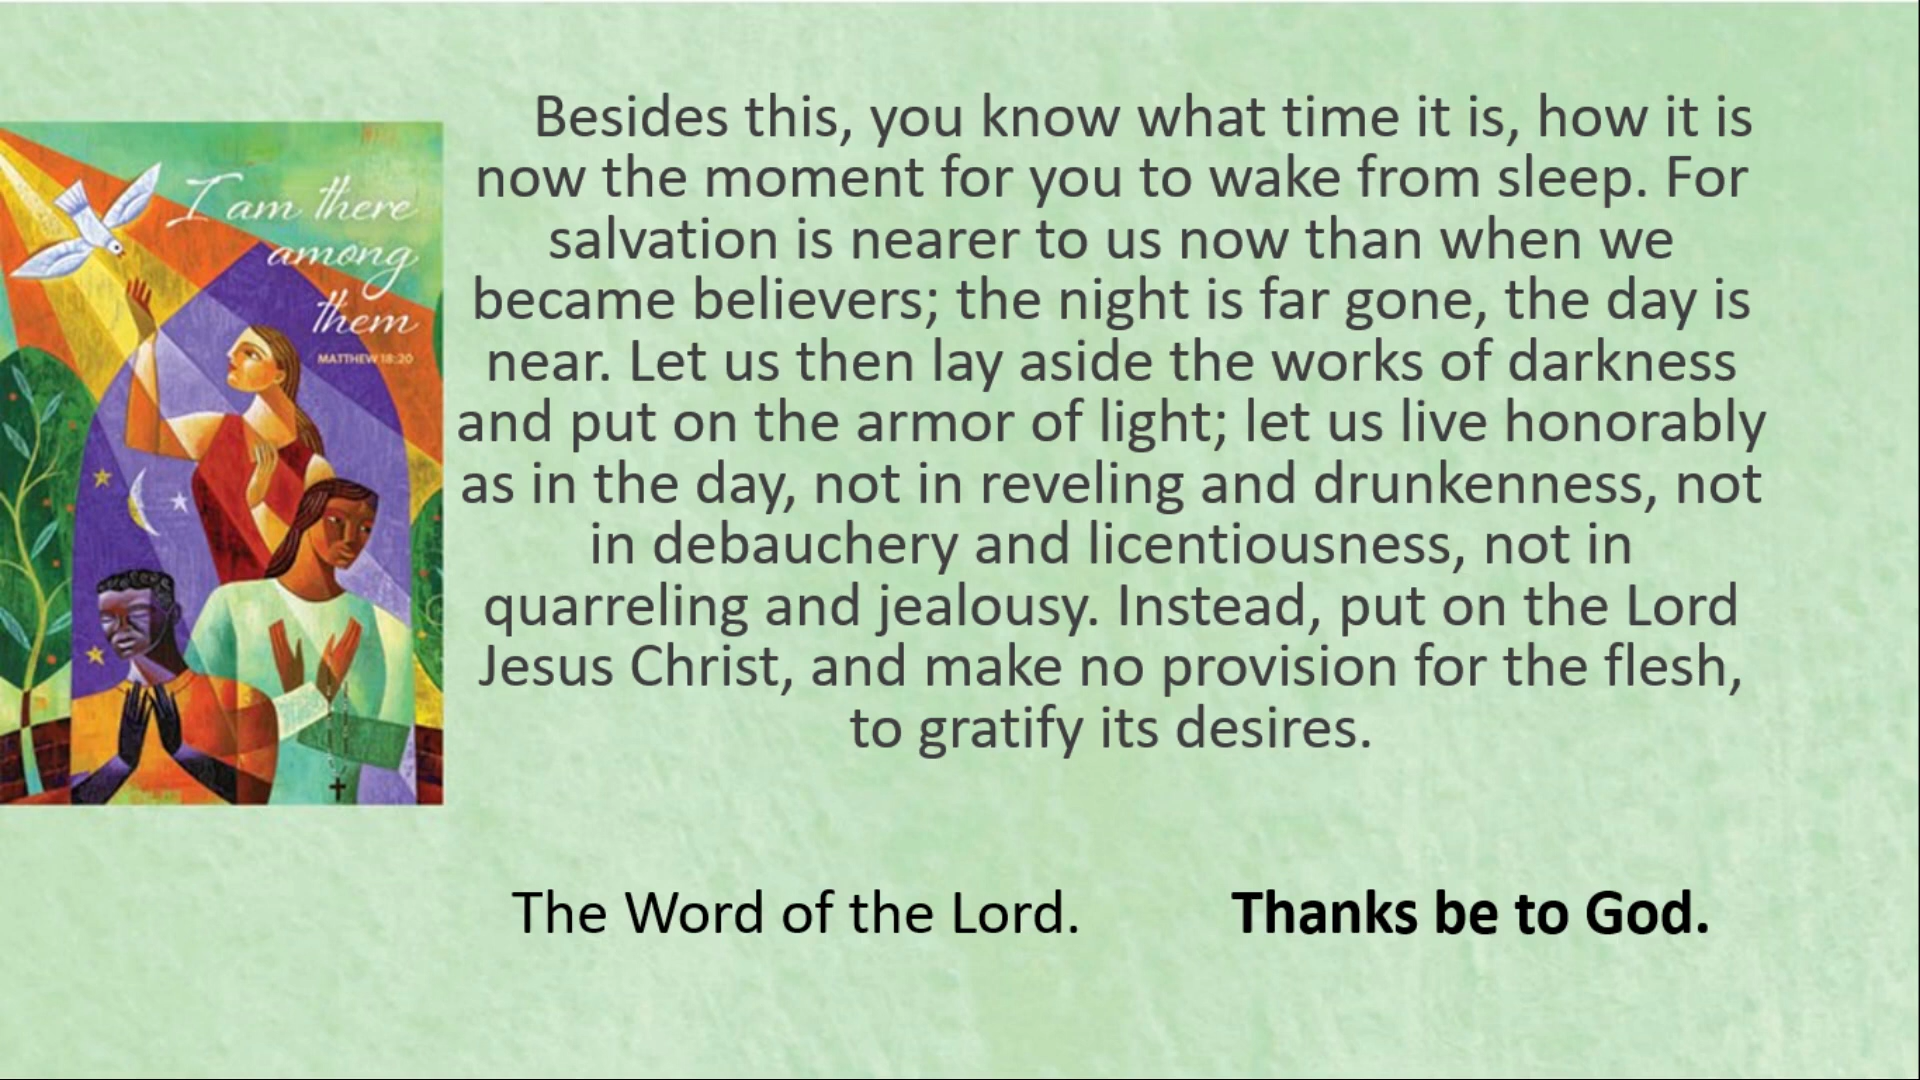 I am there
among
them
MATTHEW 18:20
Besides this, you know what time it is, how it is
now the moment for you to wake from sleep. For
salvation is nearer to us now than when we
became believers; the night is far gone, the day is
near. Let us then lay aside the works of darkness
and put on the armor of light; let us live honorably
as in the day, not in reveling and drunkenness, not
in debauchery and licentiousness, not in
quarreling and jealousy. Instead, put on the Lord
Jesus Christ, and make no provision for the flesh,
to gratify its desires.
The Word of the Lord. Thanks be to God.